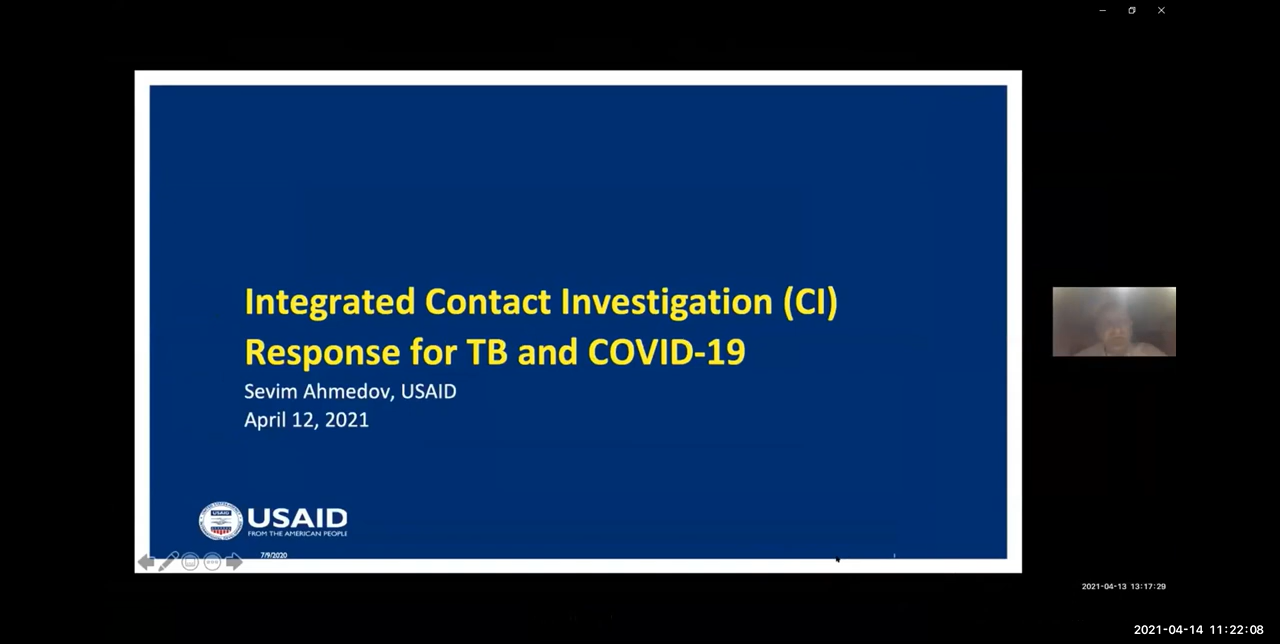 Integrated Contact Investigation (CI)
Response for TB and COVID-19
Sevim Ahmedov, USAID
April 12, 2021
USAID
USAID
FROM THE AMERICAN PEOPLE
7/9/2020
2021-04-13 13:17:29
2021-04-14 11:22:08